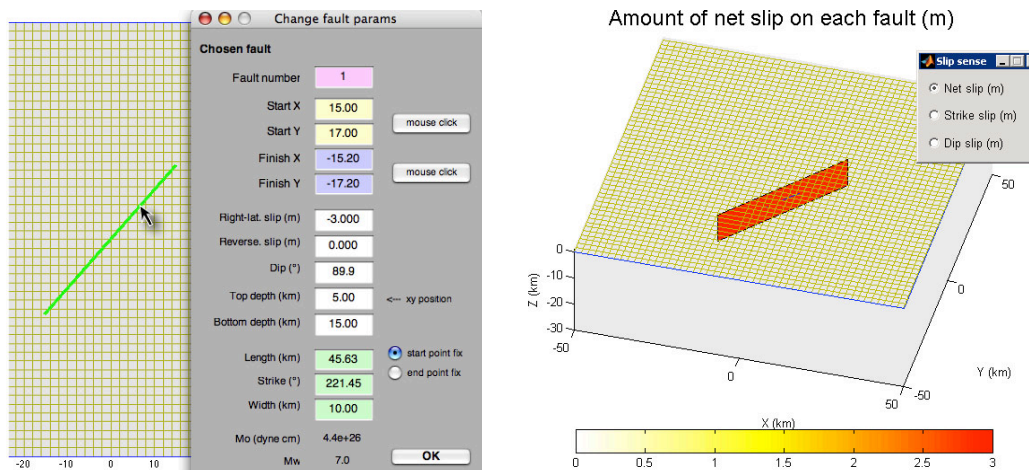 Change fault params
Chosen fault
Fault number 1
Start X 15.00
mouse click
Start Y 17.00
Finish X -15.20
mouse click
Finish Y -17.20
Right-lat. slip (m) -3.000
Reverse. slip (m) 0.000
Dip (°) 89.9
Top depth (km) 5.00 <--- xy position
Bottom depth (km) 15.00
Length (km) 45.63 start point fix
Strike (°) 221.45 end point fix
Width (km) 10.00
Mo (dyne cm) 4.4e+26
Mw 7.0
OK
-20 -10 0 10
Amount of net slip on each fault (m)
Slip sense
Net slip (m)
Strike slip (m)
Dip slip (m)
50
0
-50
Y (km)
0
-10
-20
-30
Z (km)
-50
0
50
X (km)
0 0.5 1 1.5 2 2.5 3